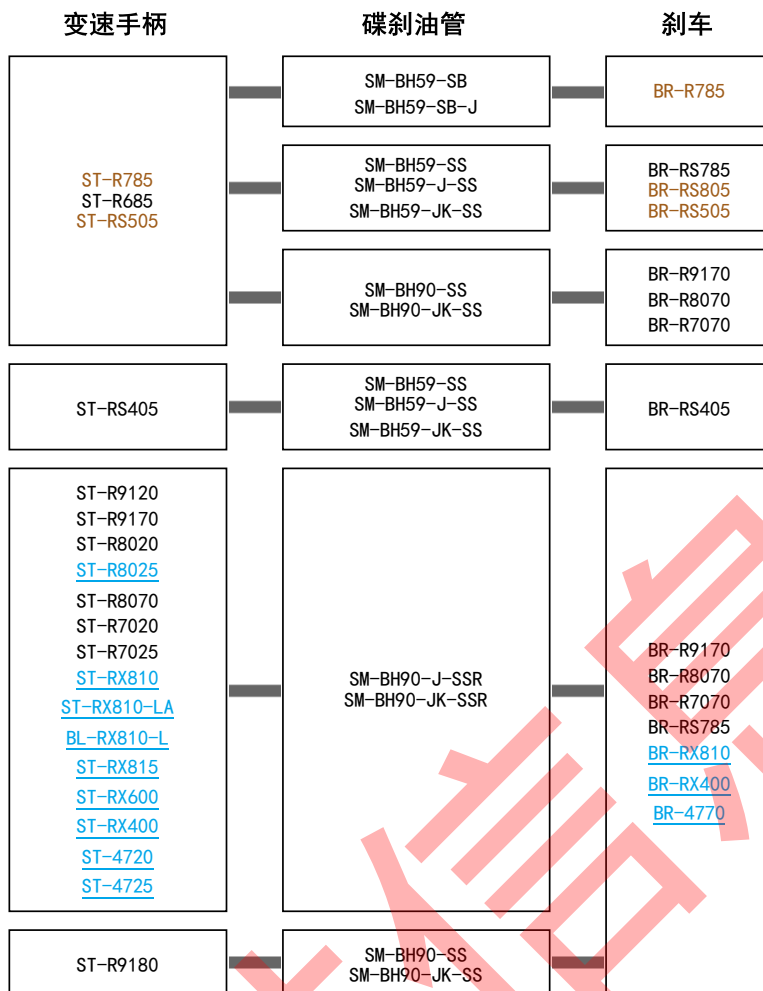 变速手柄
碟刹油管
刹车
ST-R785
ST-R685
ST-RS505
SM-BH59-SB
SM-BH59-SB-J
BR-R785
SM-BH59-SS
SM-BH59-J-SS
SM-BH59-JK-SS
BR-RS785
BR-RS805
BR-RS505
SM-BH90-SS
SM-BH90-JK-SS
BR-R9170
BR-R8070
BR-R7070
ST-RS405
SM-BH59-SS
SM-BH59-J-SS
SM-BH59-JK-SS
BR-RS405
ST-R9120
ST-R9170
ST-R8020
ST-R8025
ST-R8070
ST-R7020
ST-R7025
ST-RX810
ST-RX810-LA
BL-RX810-L
ST-RX815
ST-RX600
ST-RX400
ST-4720
ST-4725
SM-BH90-J-SSR
SM-BH90-JK-SSR
BR-R9170
BR-R8070
BR-R7070
BR-RS785
BR-RX810
BR-RX400
BR-4770
ST-R9180
SM-BH90-SS
SM-BH90-JK-SS
信息